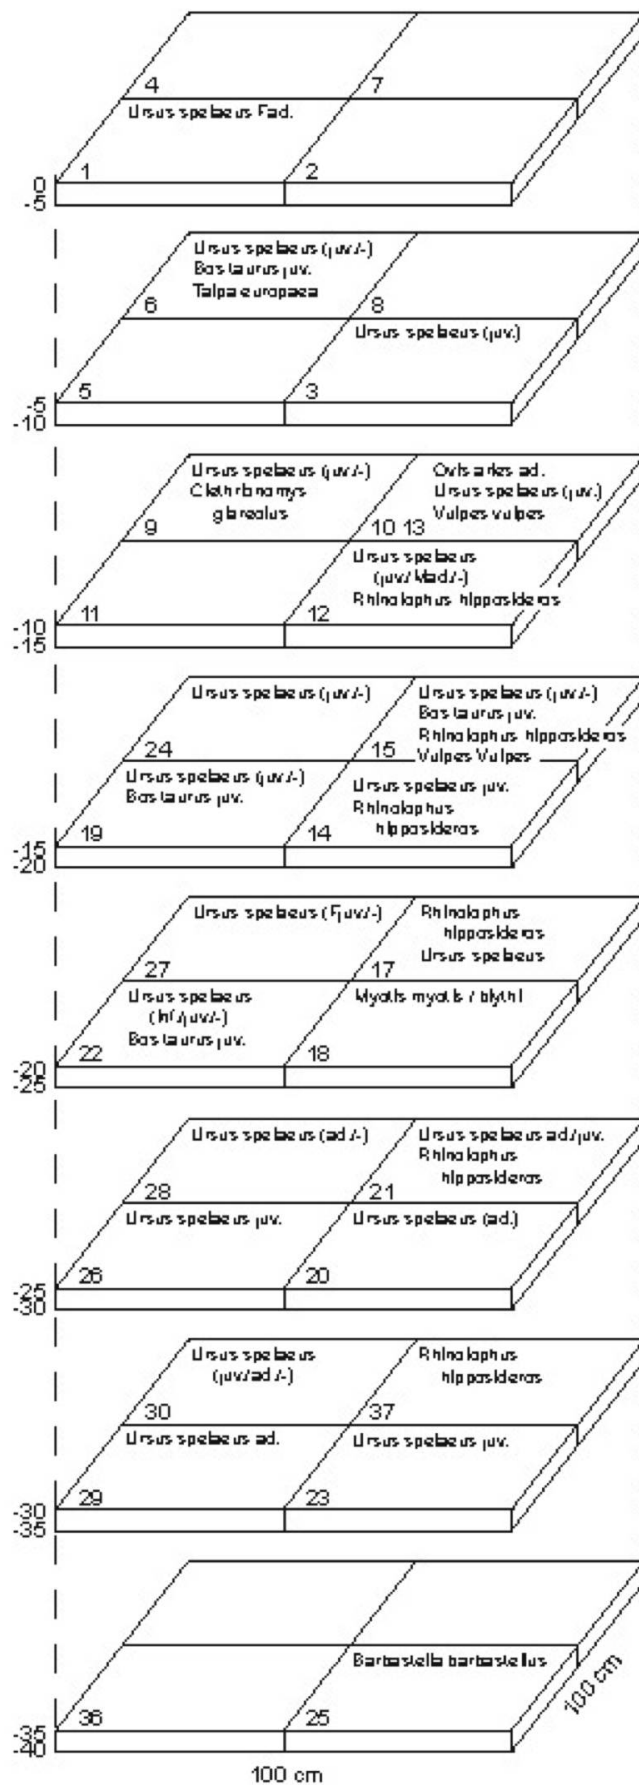 4 7
Ursus spelaeus Fad.
1 2
0
-5
Ursus spelaeus (juv./-)
Bos taurus juv.
Talpa europaea
6 8
Ursus spelaeus (juv.)
5 3
-5
-10
Ursus spelaeus (juv./-) Ovis aries ad.
Clethrionomys Ursus spelaeus (juv.)
glareolus Vulpes vulpes
9 10 13
Ursus spelaeus
(juv./Mad./-)
Rhinolophus hipposideros
11 12
-10
-15
Ursus spelaeus (juv./-) Ursus spelaeus (juv./-)
Bos taurus juv.
Rhinolophus hipposideros
24 15 Vulpes Vulpes
Ursus spelaeus (juv./-) Ursus spelaeus juv.
Bos taurus juv. Rhinolophus
hipposideros
19 14
-15
-20
Ursus spelaeus (Fjuv./-) Rhinolophus
hipposideros
Ursus spelaeus
27 17
Ursus spelaeus Myotis myotis / blythi
(Inf./juv./-)
Bos taurus juv.
22 18
-20
-25
Ursus spelaeus (ad./-) Ursus spelaeus ad./juv.
Rhinolophus
hipposideros
28 21
Ursus spelaeus juv. Ursus spelaeus (ad.)
26 20
-25
-30
Ursus spelaeus Rhinolophus
(juv./ad./-) hipposideros
30 37
Ursus spelaeus ad. Ursus spelaeus juv.
29 23
-30
-35
Barbastella barbastellus
36 25
-35
-40
100 cm
100 cm